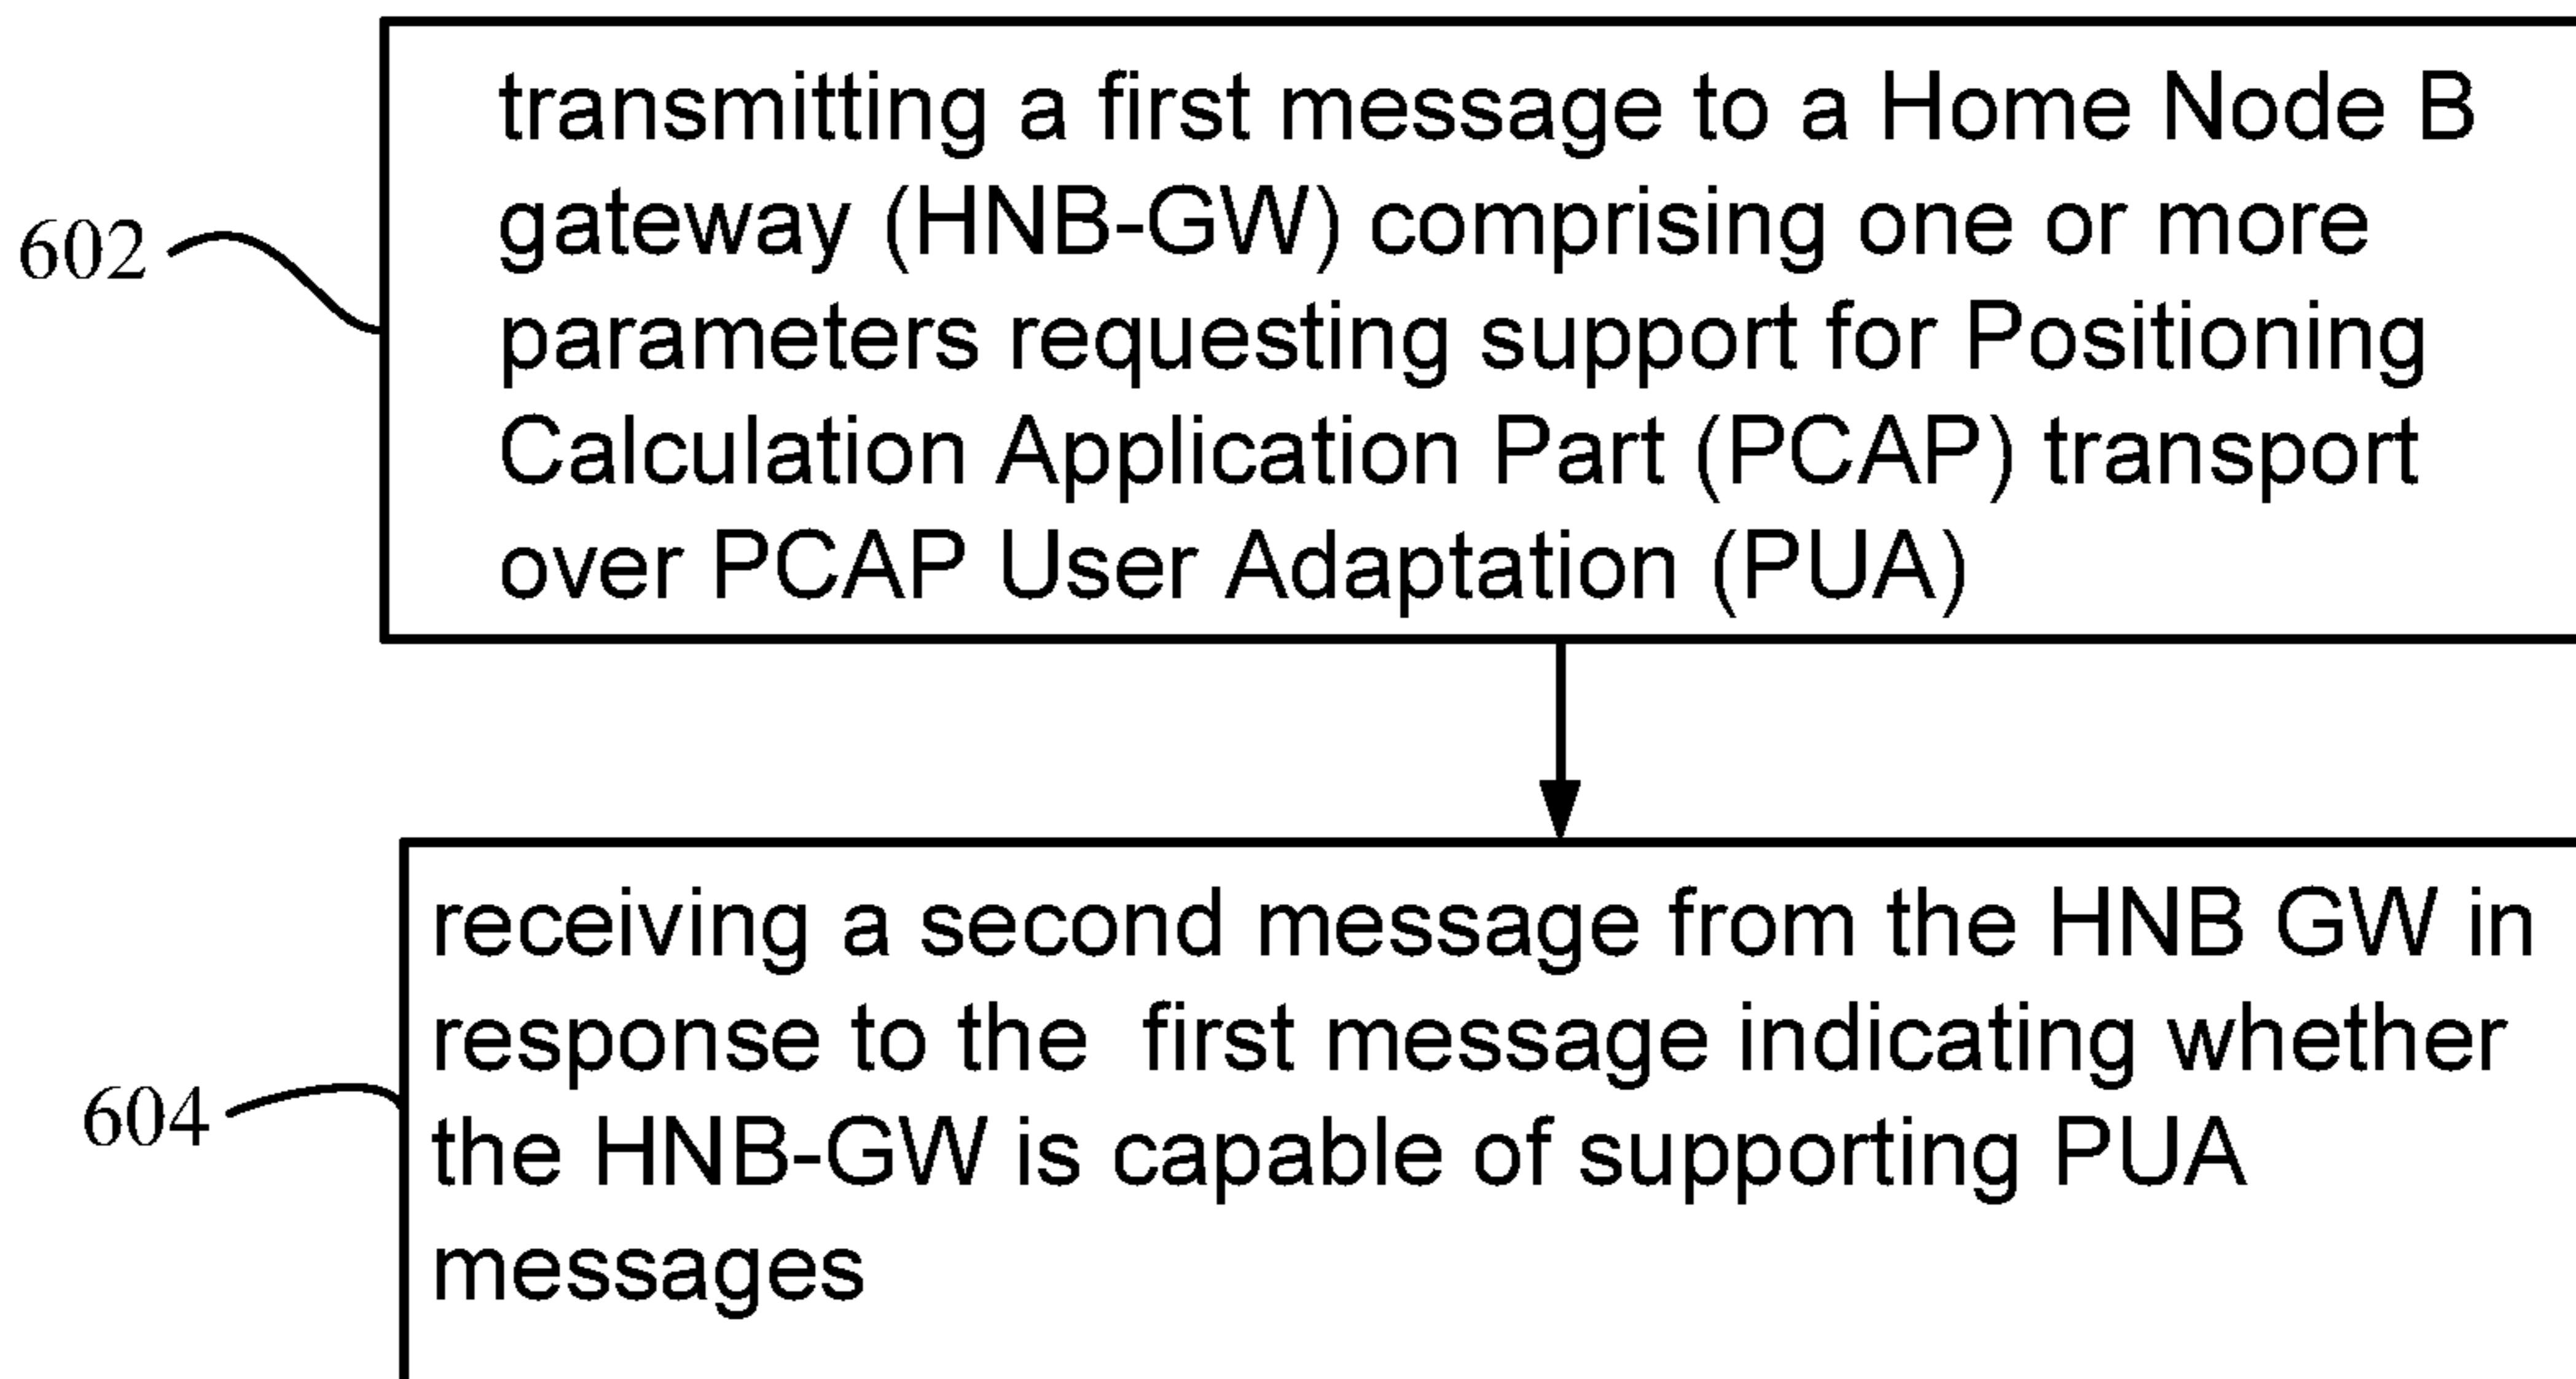 transmitting a first message to a Home Node B
gateway (HNB-GW) comprising one or more
602
parameters requesting support for Positioning
Calculation Application Part (PCAP) transport
over PCAP User Adaptation (PUA)
receiving a second message from the HNB GW in
response to the first message indicating whether
604
the HNB-GW is capable of supporting PUA
messages